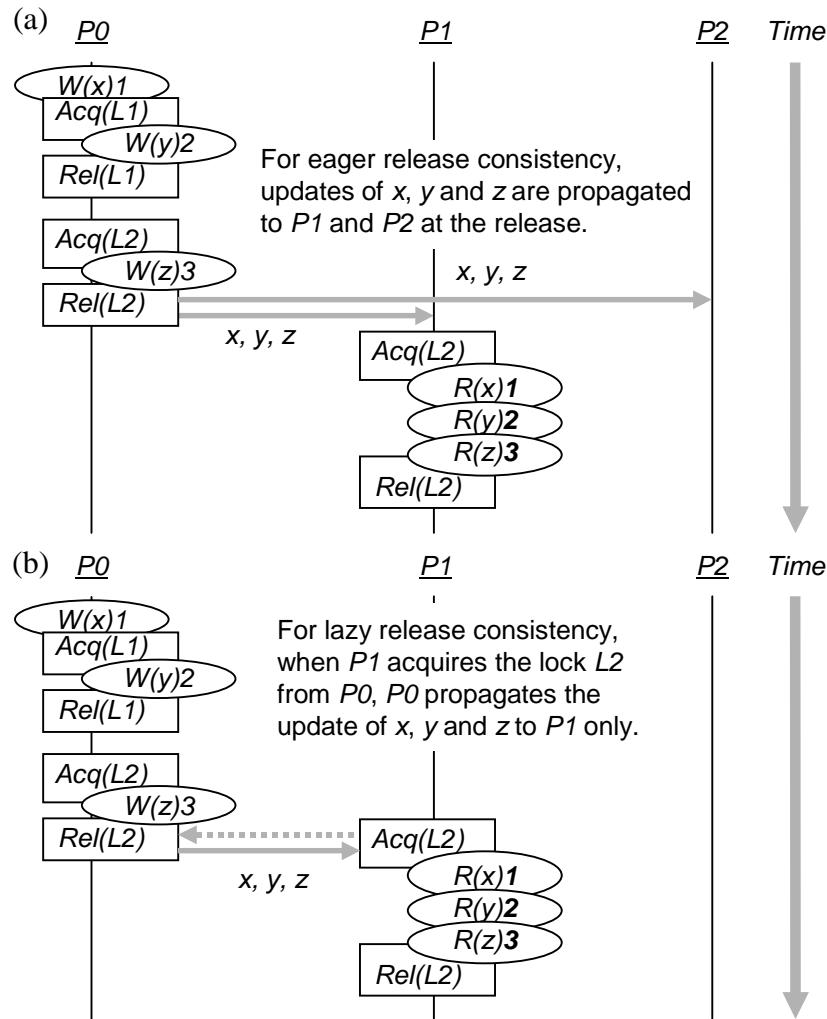 (a)
P0 P1 P2 Time
W(x)1
Acq(L1)
W(y)2
Rel(L1)
For eager release consistency,
updates of x, y and z are propagated
to P1 and P2 at the release.
Acq(L2)
W(z)3
Rel(L2)
x, y, z
x, y, z
Acq(L2)
R(x)1
R(y)2
R(z)3
Rel(L2)
(b)
P0 P1 P2 Time
W(x)1
Acq(L1)
W(y)2
Rel(L1)
For lazy release consistency,
when P1 acquires the lock L2
from P0, P0 propagates the
update of x, y and z to P1 only.
Acq(L2)
W(z)3
Rel(L2)
x, y, z
Acq(L2)
R(x)1
R(y)2
R(z)3
Rel(L2)